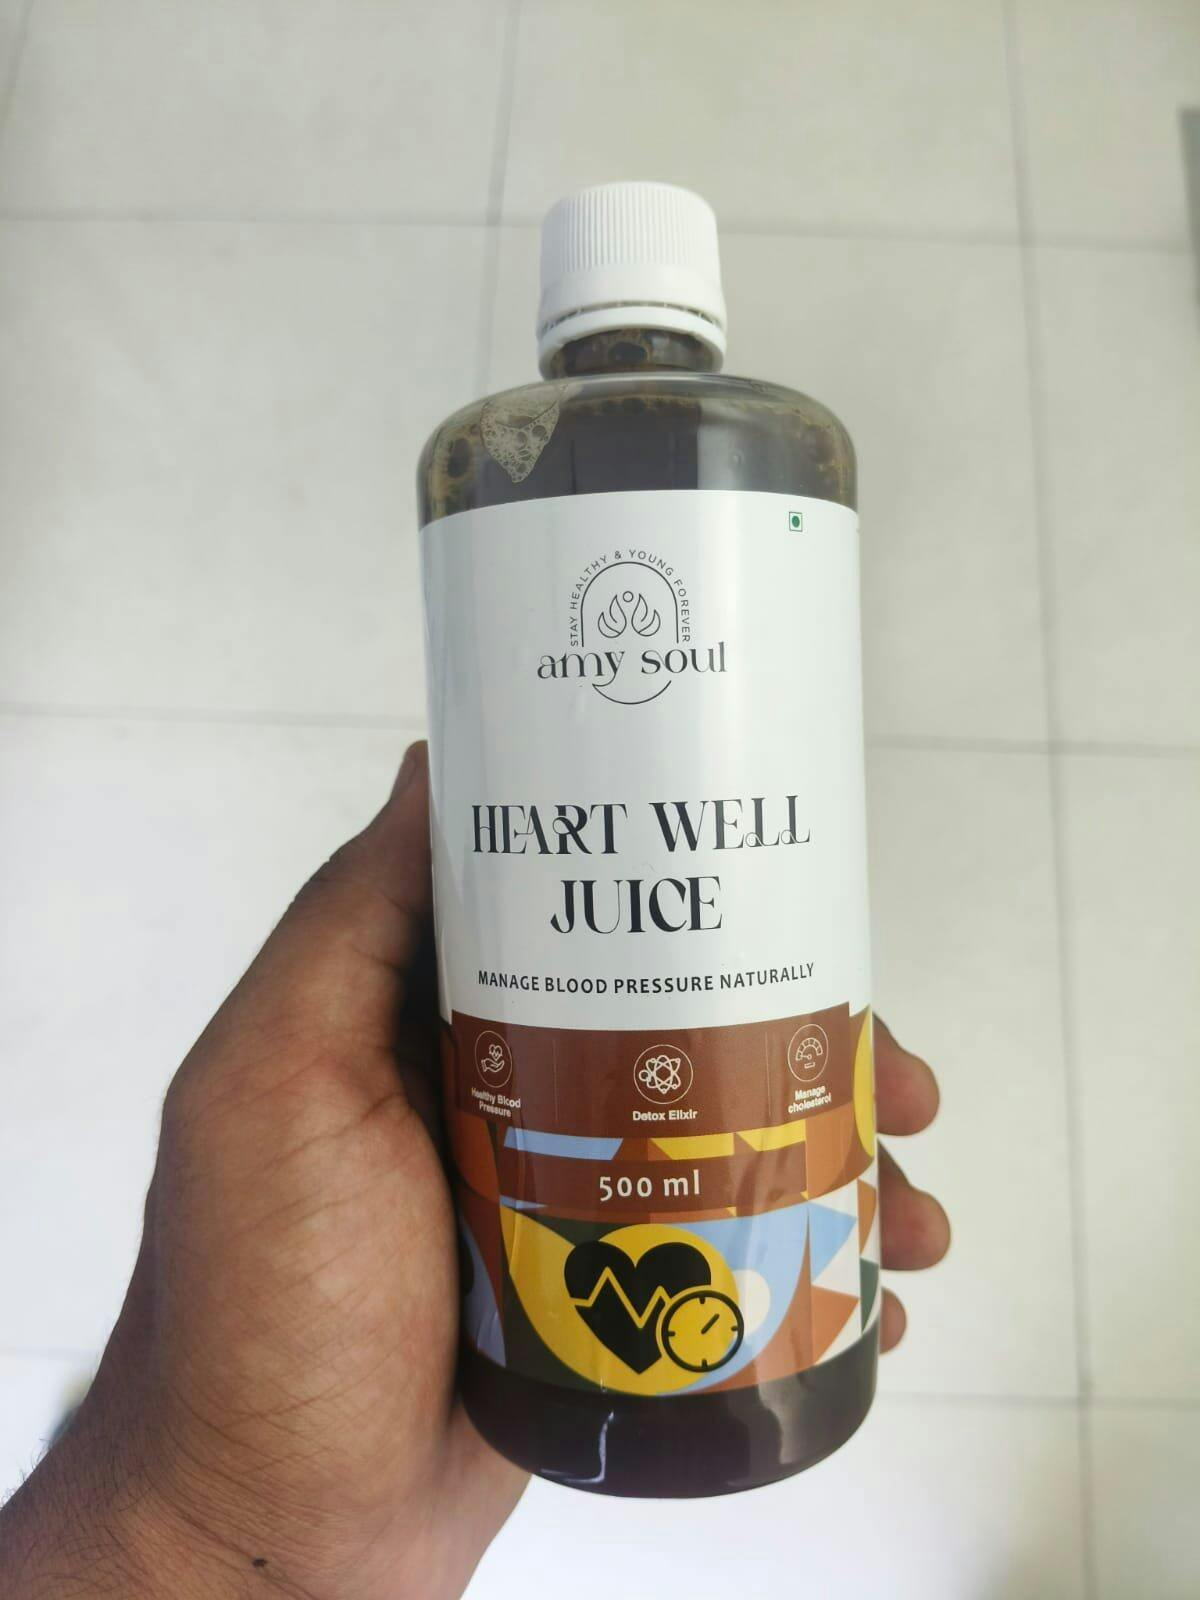 STAY HEALTHY & YOUNG FOREVER
amy soul
HEART WELL
JUICE
MANAGE BLOOD PRESSURE NATURALLY
Healthy Blood
Pressure
Detox Elixir
Manage
cholesterol
500 ml